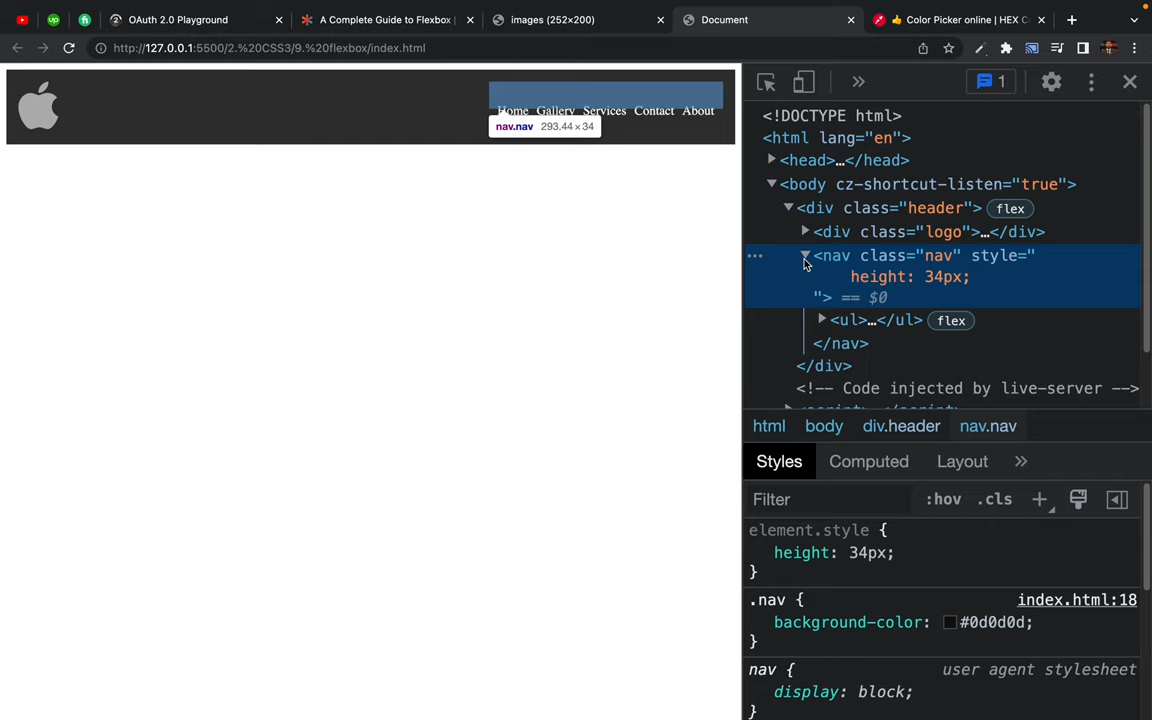 OAuth 2.0 Playground
A Complete Guide to Flexbox
images (252×200)
Document
Color Picker online | HEX C
http://127.0.0.1:5500/2.%20CSS3/9.%20flexbox/index.html
1
Home Gallery Services Contact About
nav.nav 293.44 × 34
<!DOCTYPE html>
<html lang="en">
<head>…</head>
<body cz-shortcut-listen="true">
<div class="header"> flex
<div class="logo">…</div>
<nav class="nav" style="
height: 34px;
"> == $0
<ul>…</ul> flex
</nav>
</div>
<!-- Code injected by live-server -->
<script>…</script>
html body div.header nav.nav
Styles Computed Layout
Filter :hov .cls
element.style {
height: 34px;
}
.nav { index.html:18
background-color: #0d0d0d;
}
nav { user agent stylesheet
display: block;
}